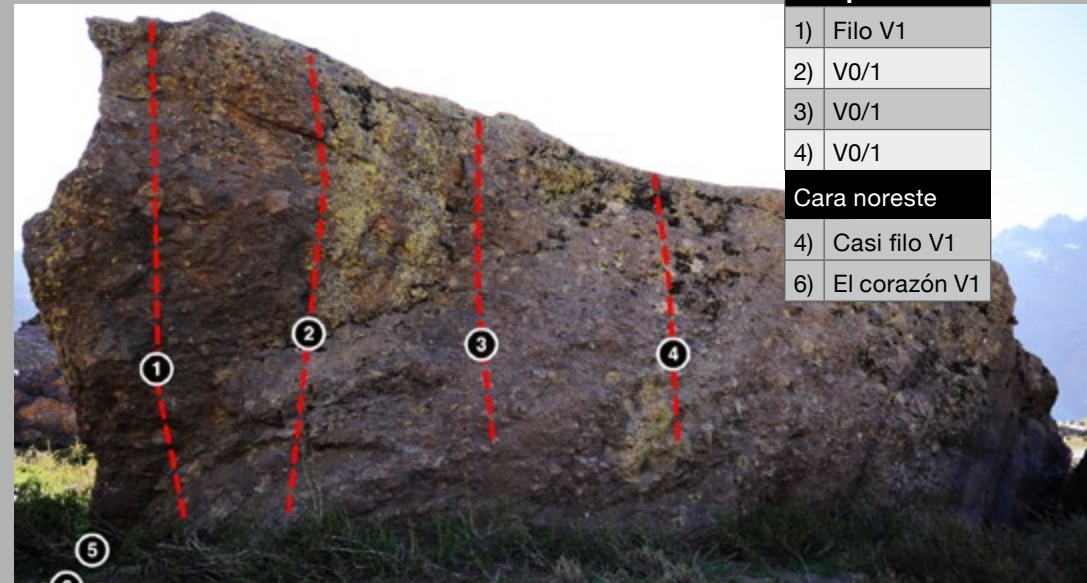 1) Filo V1
2) V0/1
3) V0/1
4) V0/1
Cara noreste
4) Casi filo V1
6) El corazón V1
1
2
3
4
5